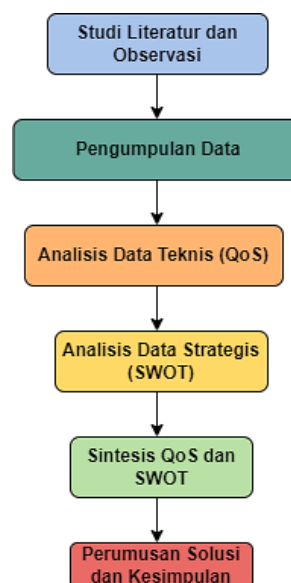 Studi Literatur dan
Observasi
Pengumpulan Data
Analisis Data Teknis (QoS)
Analisis Data Strategis
(SWOT)
Sintesis QoS dan
SWOT
Perumusan Solusi
dan Kesimpulan